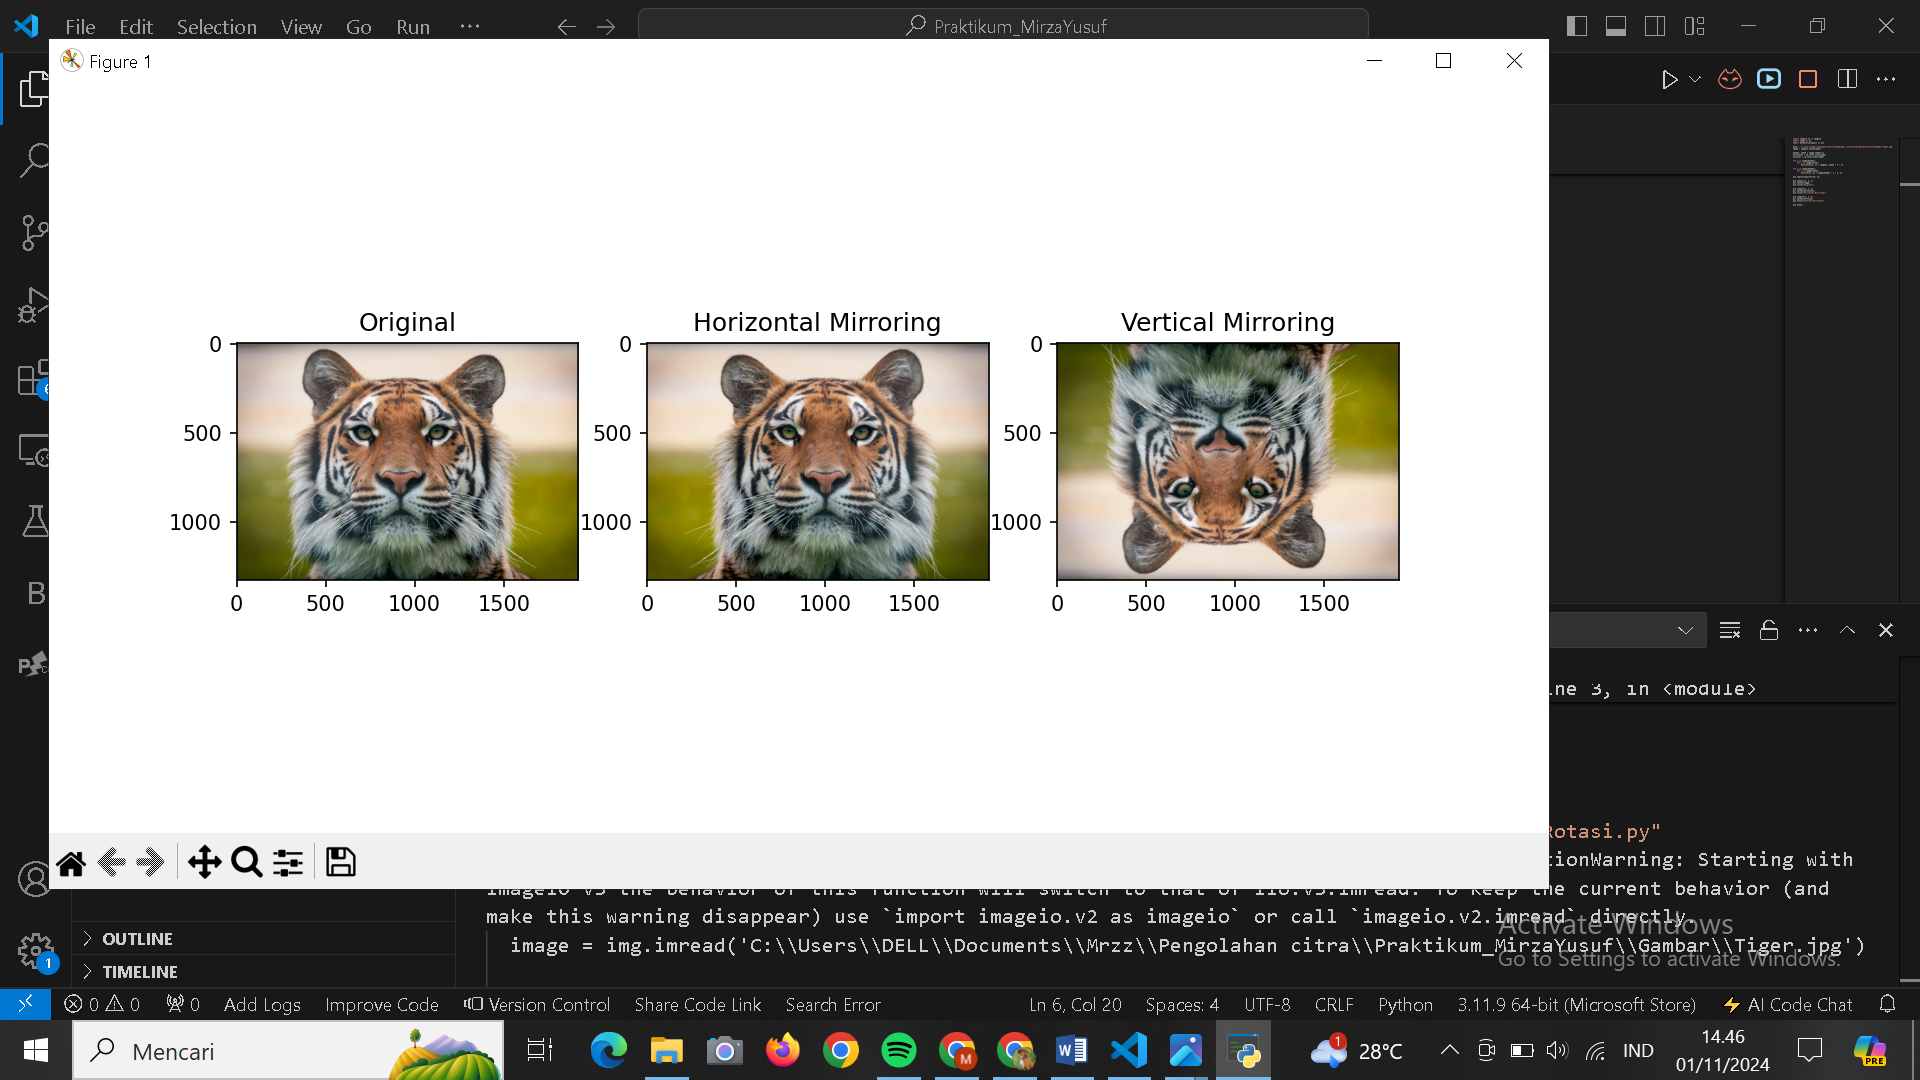 File Edit Selection View Go Run ··· Praktikum_MirzaYusuf
Figure 1
Original Horizontal Mirroring Vertical Mirroring
0 0 0
500 500 500
1000 1000 1000
0 500 1000 1500 0 500 1000 1500 0 500 1000 1500
ine 3, in <module>
Rotasi.py"
tionWarning: Starting with
imageio v3 the behavior of this function will switch to that of iio.v3.imread. To keep the current behavior (and
make this warning disappear) use `import imageio.v2 as imageio` or call `imageio.v2.imread` directly.
image = img.imread('C:\\Users\\DELL\\Documents\\Mrzz\\Pengolahan citra\\Praktikum_MirzaYusuf\\Gambar\\Tiger.jpg')
Activate Windows
Go to Settings to activate Windows.
OUTLINE
TIMELINE
1
0 0 0 Add Logs Improve Code Version Control Share Code Link Search Error Ln 6, Col 20 Spaces: 4 UTF-8 CRLF Python 3.11.9 64-bit (Microsoft Store) AI Code Chat
Mencari 1 28°C IND 14.46
01/11/2024
PRE